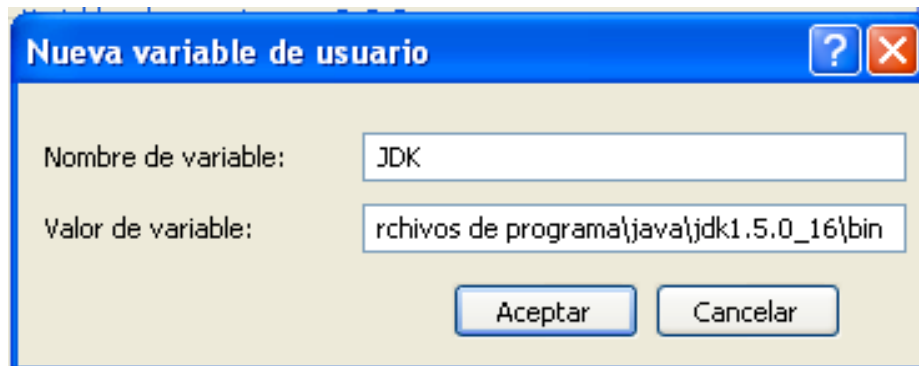 Nueva variable de usuario
Nombre de variable: JDK
Valor de variable: rchivos de programa\java\jdk1.5.0_16\bin
Aceptar Cancelar